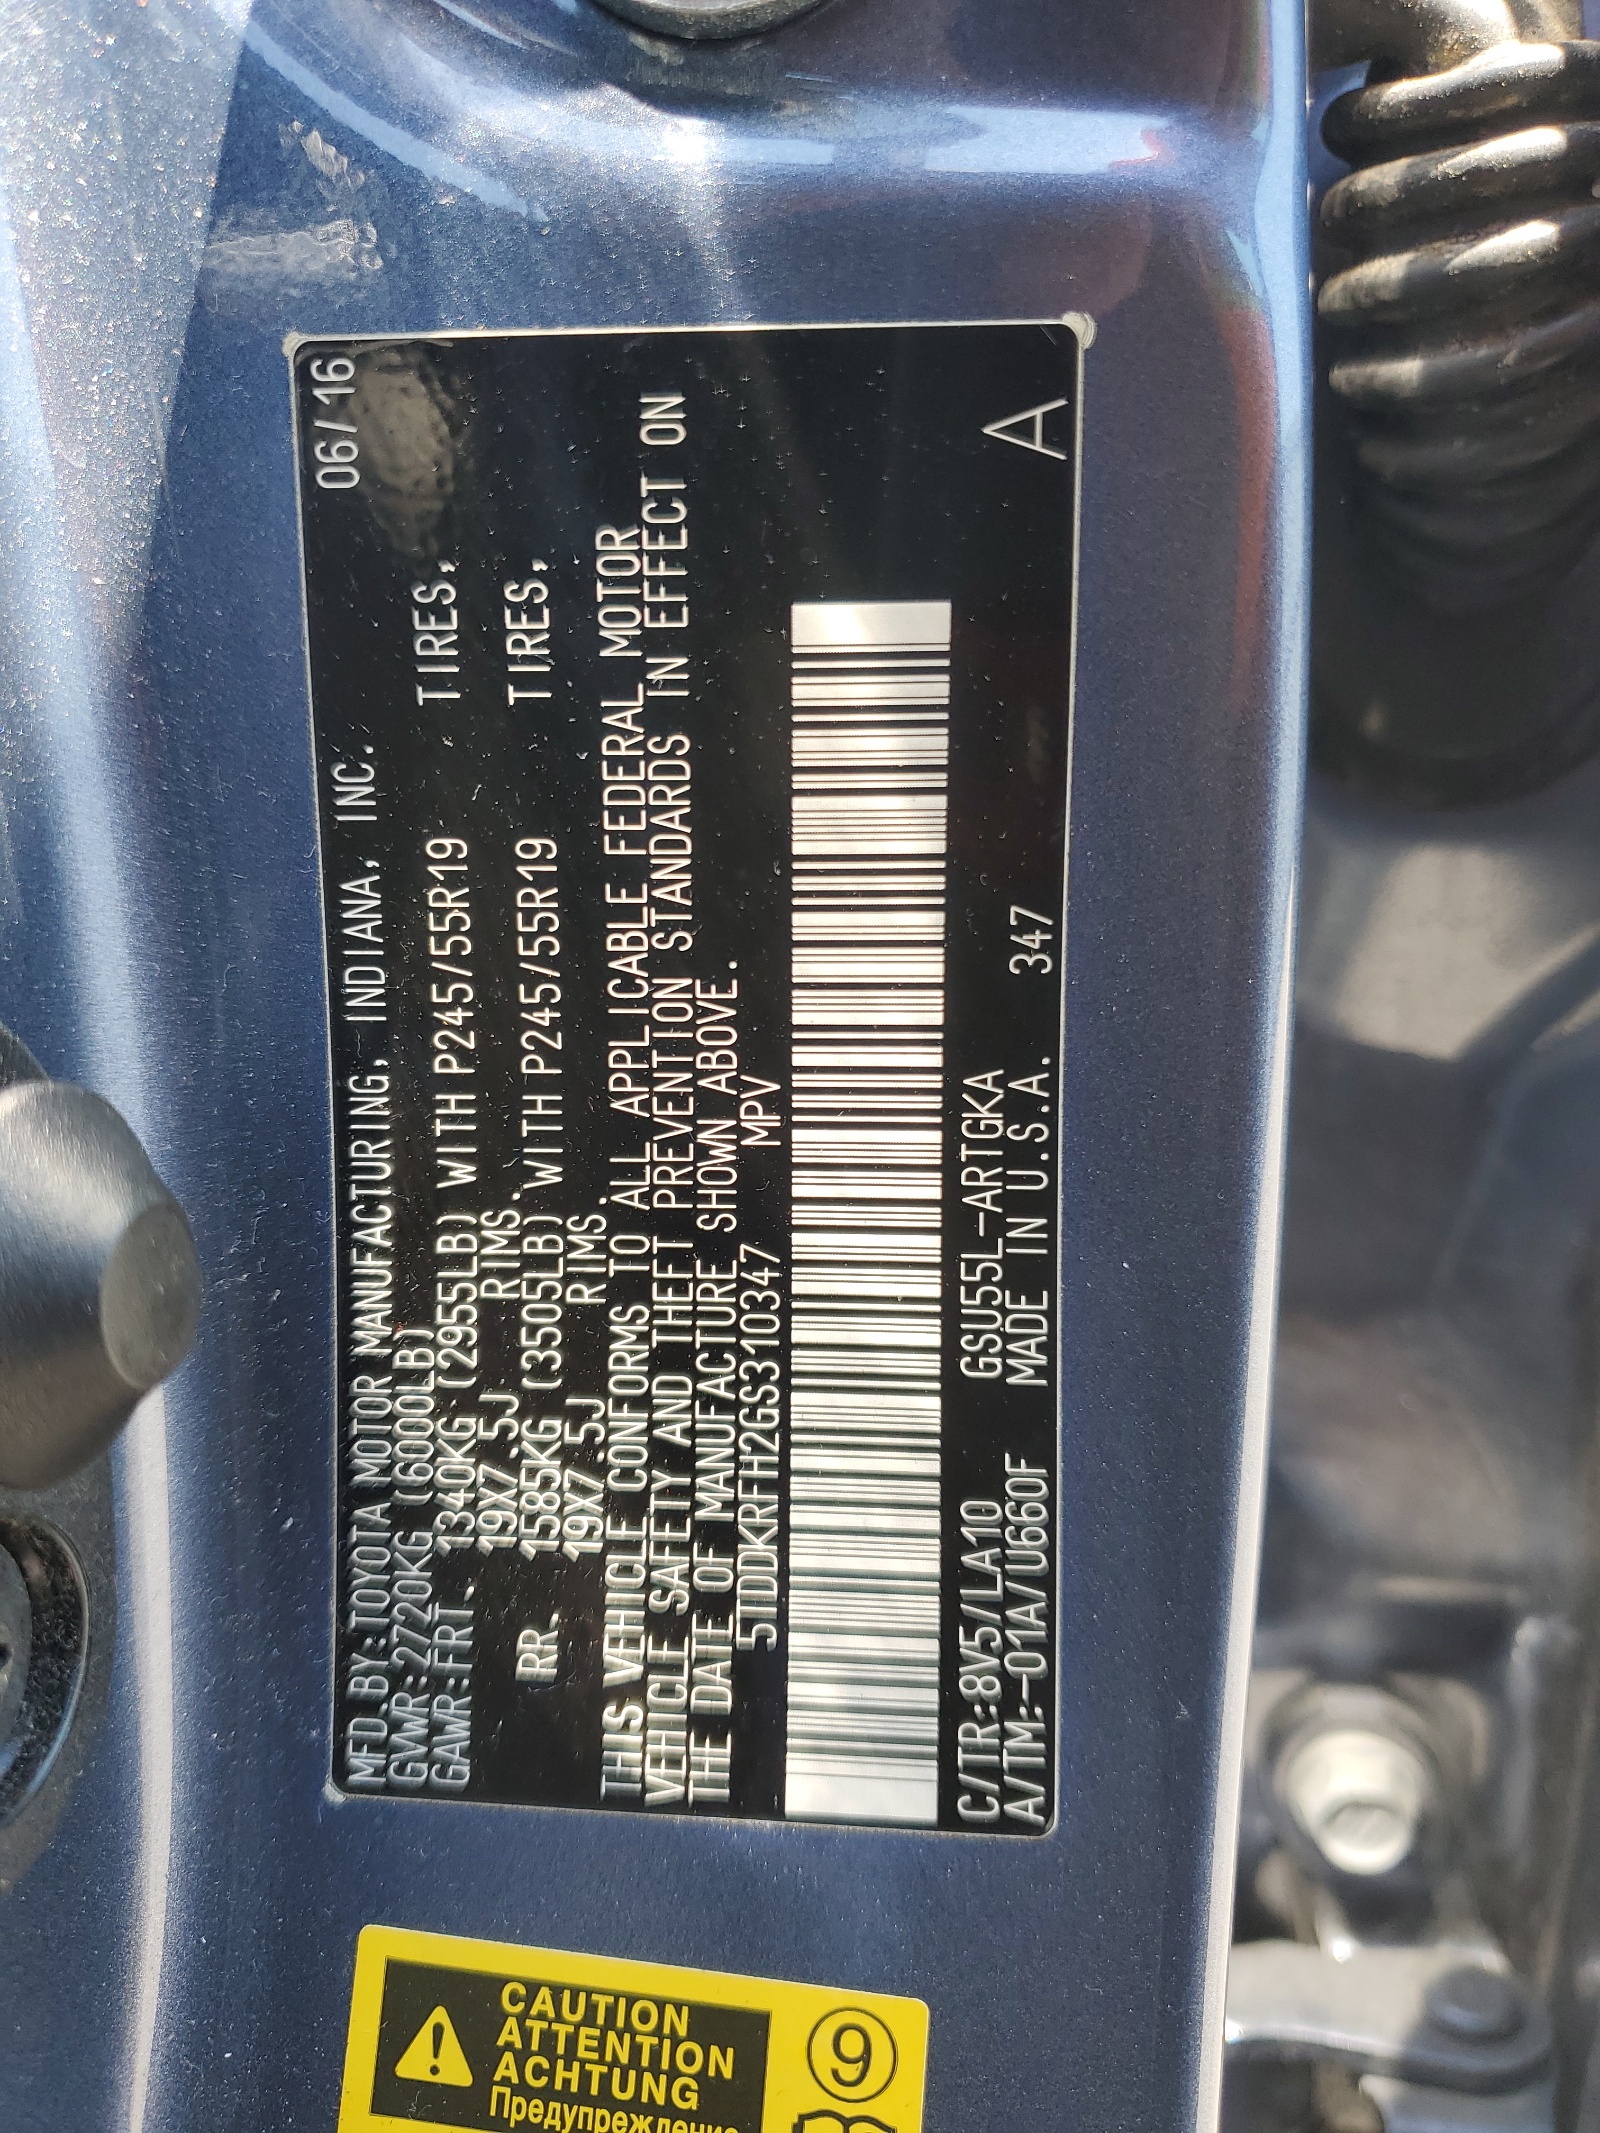 MFD.BY:TOYOTA MOTOR MANUFACTURING, INDIANA, INC. 06/16
GVWR:2720KG (6000LB)
GAWR:FRT. 1340KG (2955LB) WITH P245/55R19 TIRES,
19X7.5J RIMS.
RR. 1585KG (3505LB) WITH P245/55R19 TIRES,
19X7.5J RIMS.
THIS VEHICLE CONFORMS TO ALL APPLICABLE FEDERAL MOTOR
VEHICLE SAFETY AND THEFT PREVENTION STANDARDS IN EFFECT ON
THE DATE OF MANUFACTURE SHOWN ABOVE.
5TDDKRFH2GS310347 MPV
C/TR:8V5/LA10 GSU55L-ARTGKA
A/TM:-01A/U660F MADE IN U.S.A. 347 A
CAUTION
ATTENTION
ACHTUNG
Предупреждение
9